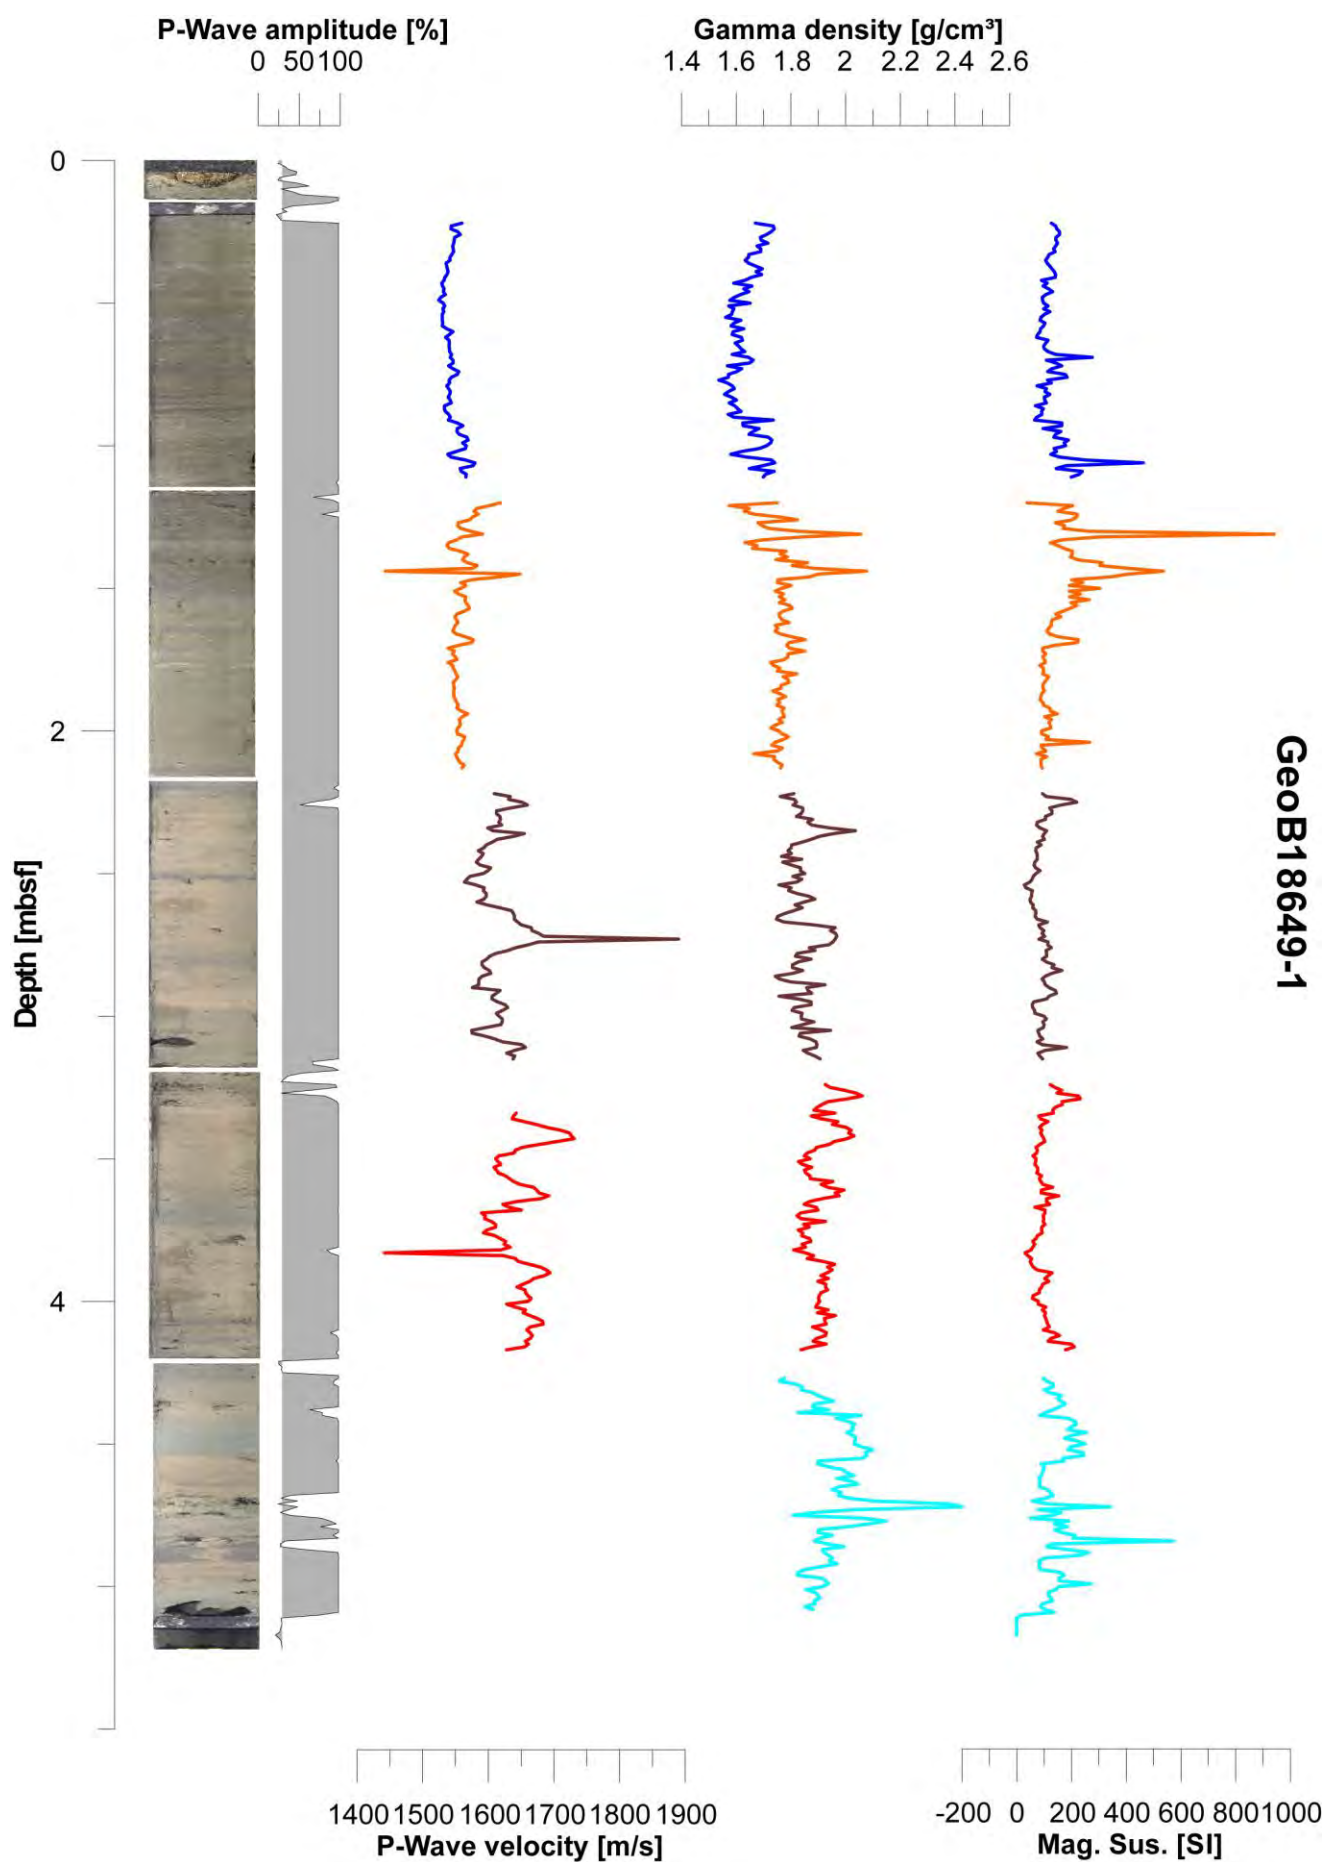 P-Wave amplitude [%]
0 50 100
Gamma density [g/cm³]
1.4 1.6 1.8 2 2.2 2.4 2.6
0
2
4
Depth [mbsf]
GeoB18649-1
1400 1500 1600 1700 1800 1900
P-Wave velocity [m/s]
-200 0 200 400 600 800 1000
Mag. Sus. [SI]